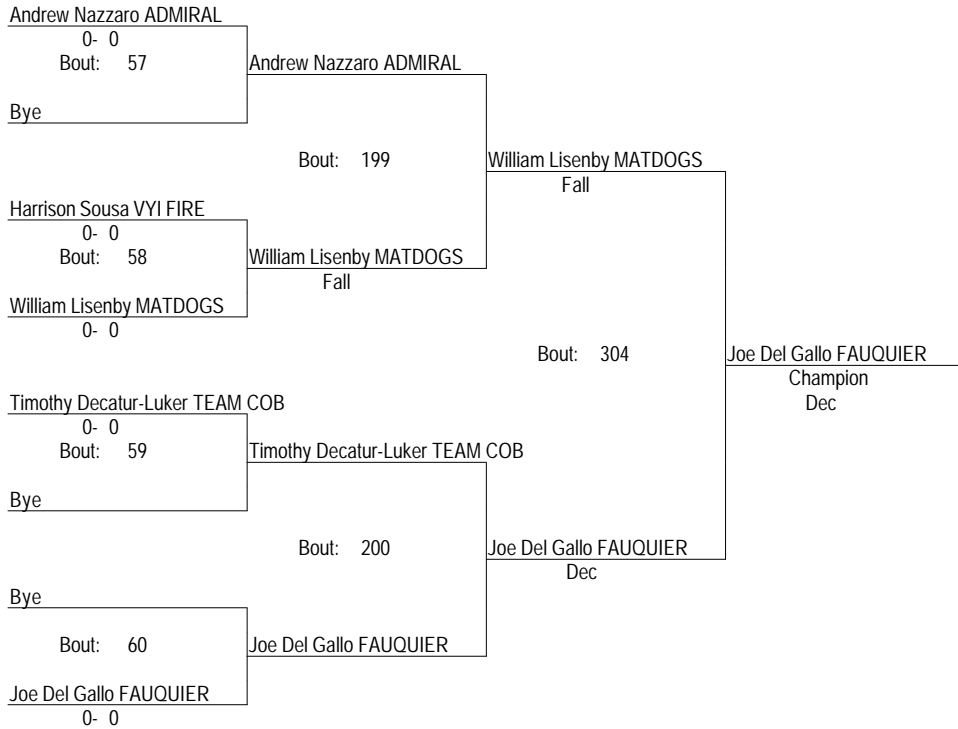 Andrew Nazzaro ADMIRAL
0- 0
Bout: 57
Andrew Nazzaro ADMIRAL
Bye
Bout: 199
William Lisenby MATDOGS
Fall
Harrison Sousa VYI FIRE
0- 0
Bout: 58
William Lisenby MATDOGS
Fall
William Lisenby MATDOGS
0- 0
Bout: 304
Joe Del Gallo FAUQUIER
Champion
Dec
Timothy Decatur-Luker TEAM COB
0- 0
Bout: 59
Timothy Decatur-Luker TEAM COB
Bye
Bout: 200
Joe Del Gallo FAUQUIER
Dec
Bye
Bout: 60
Joe Del Gallo FAUQUIER
Joe Del Gallo FAUQUIER
0- 0